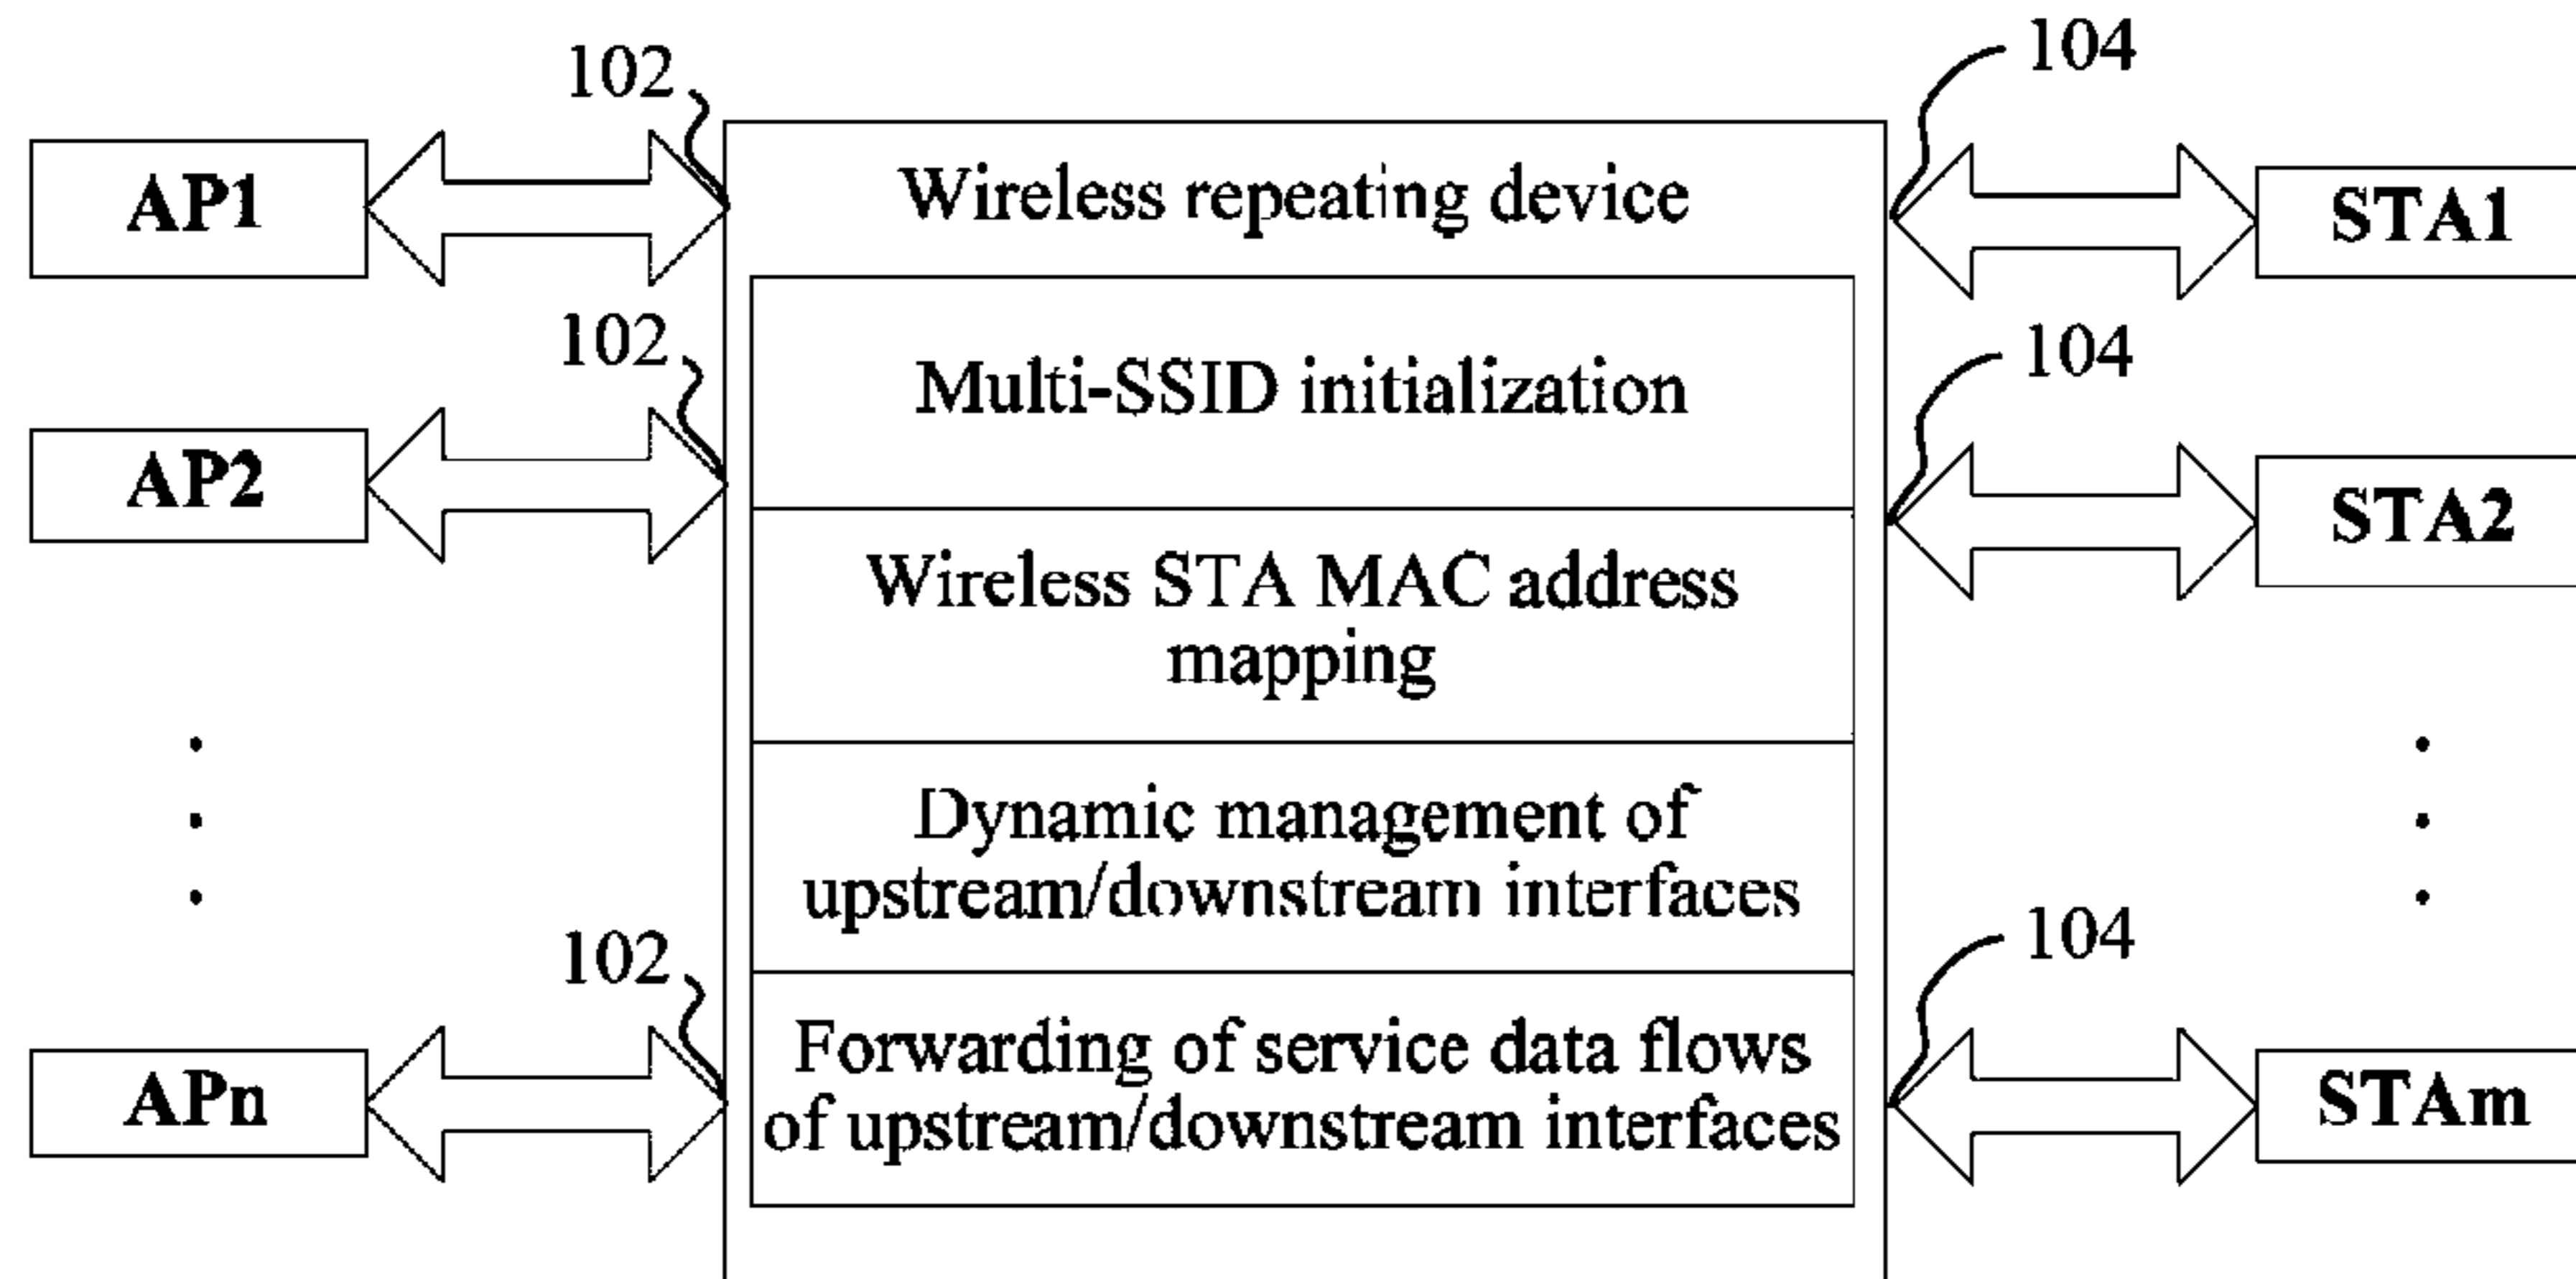 102
104
AP1
Wireless repeating device
STA1
102
104
Multi-SSID initialization
AP2
STA2
Wireless STA MAC address
mapping
Dynamic management of
upstream/downstream interfaces
102
104
Forwarding of service data flows
of upstream/downstream interfaces
APn
STAm